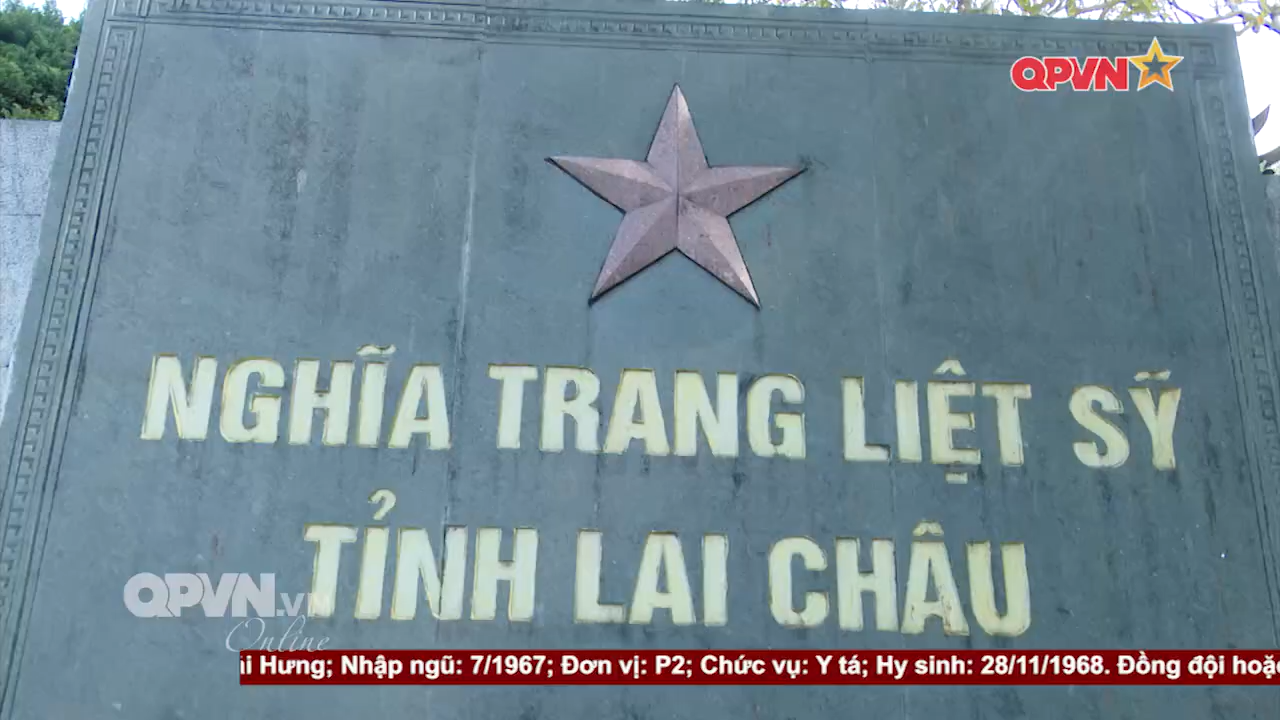 QPVN
NGHĨA TRANG LIỆT SỸ
TỈNH LAI CHÂU
QPVN.VN
Online
Hưng; Nhập ngũ: 7/1967; Đơn vị: P2; Chức vụ: Y tá; Hy sinh: 28/11/1968. Đồng đội hoặc